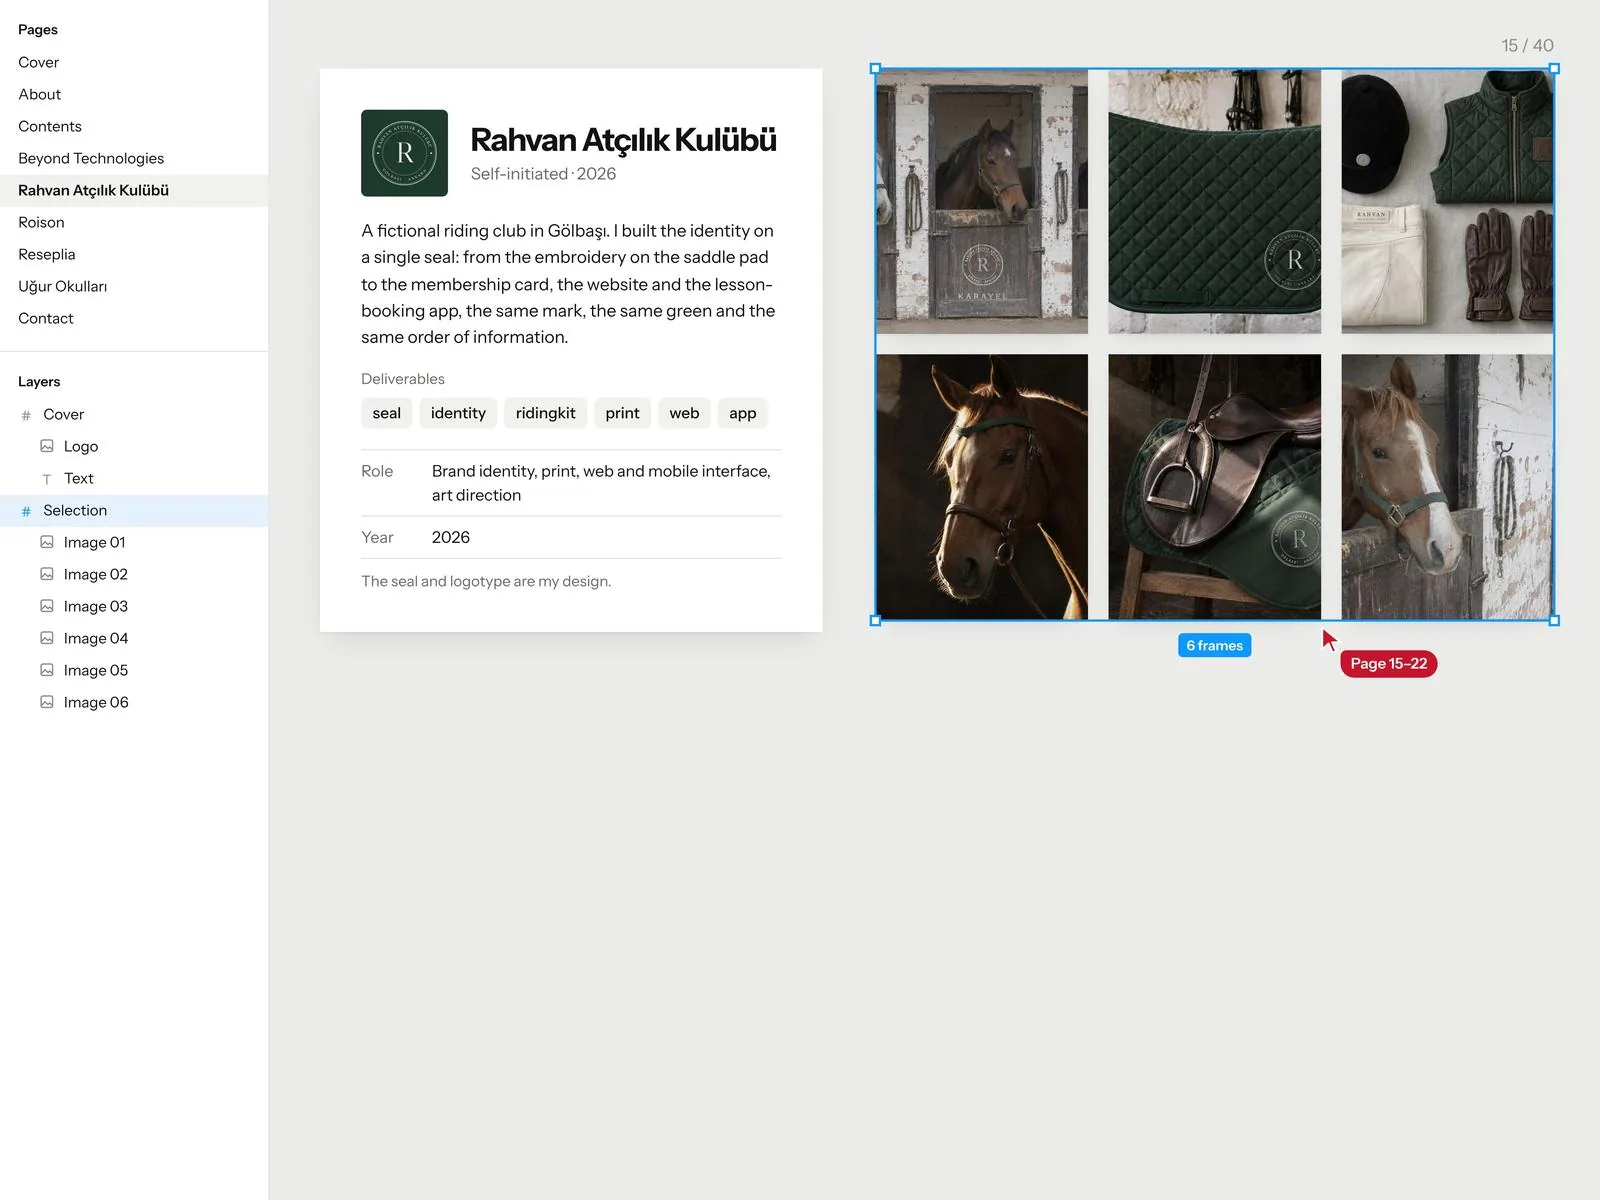 Pages
Cover
About
Contents
Beyond Technologies
Rahvan Atçılık Kulübü
Roison
Reseplia
Uğur Okulları
Contact
Layers
Cover
Logo
Text
Selection
Image 01
Image 02
Image 03
Image 04
Image 05
Image 06
15 / 40
RAHVAN ATÇILIK KULÜBÜ
R
GÖLBAŞI · ANKARA
Rahvan Atçılık Kulübü
Self-initiated · 2026
A fictional riding club in Gölbaşı. I built the identity on
a single seal: from the embroidery on the saddle pad
to the membership card, the website and the lesson-
booking app, the same mark, the same green and the
same order of information.
Deliverables
seal
identity
ridingkit
print
web
app
Role
Brand identity, print, web and mobile interface,
art direction
Year
2026
The seal and logotype are my design.
R
KARAYEL
R
RAHVAN
R
6 frames
Page 15–22